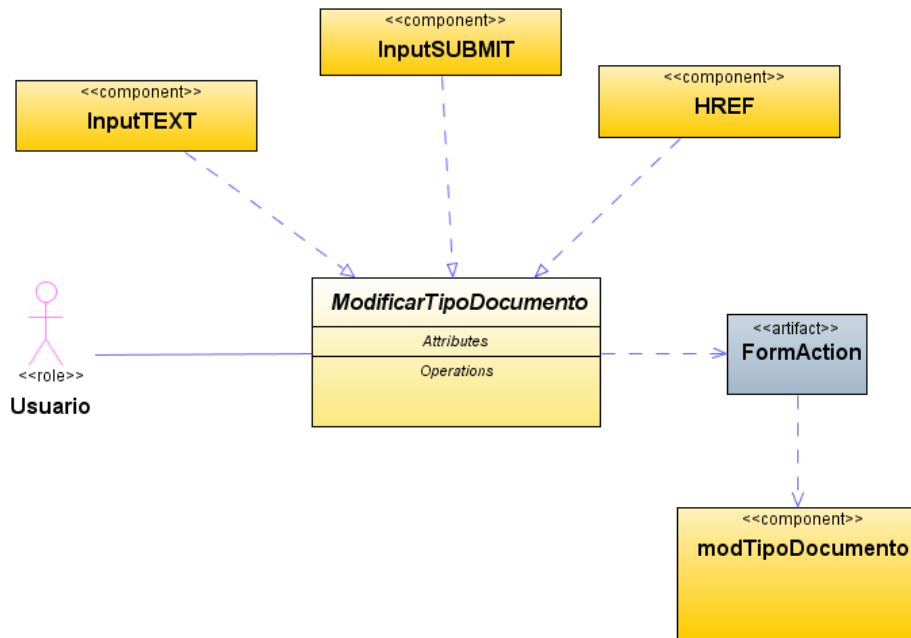 <<component>>
InputSUBMIT
<<component>>
InputTEXT
<<component>>
HREF
ModificarTipoDocumento
Attributes
Operations
<<role>>
Usuario
<<artifact>>
FormAction
<<component>>
modTipoDocumento